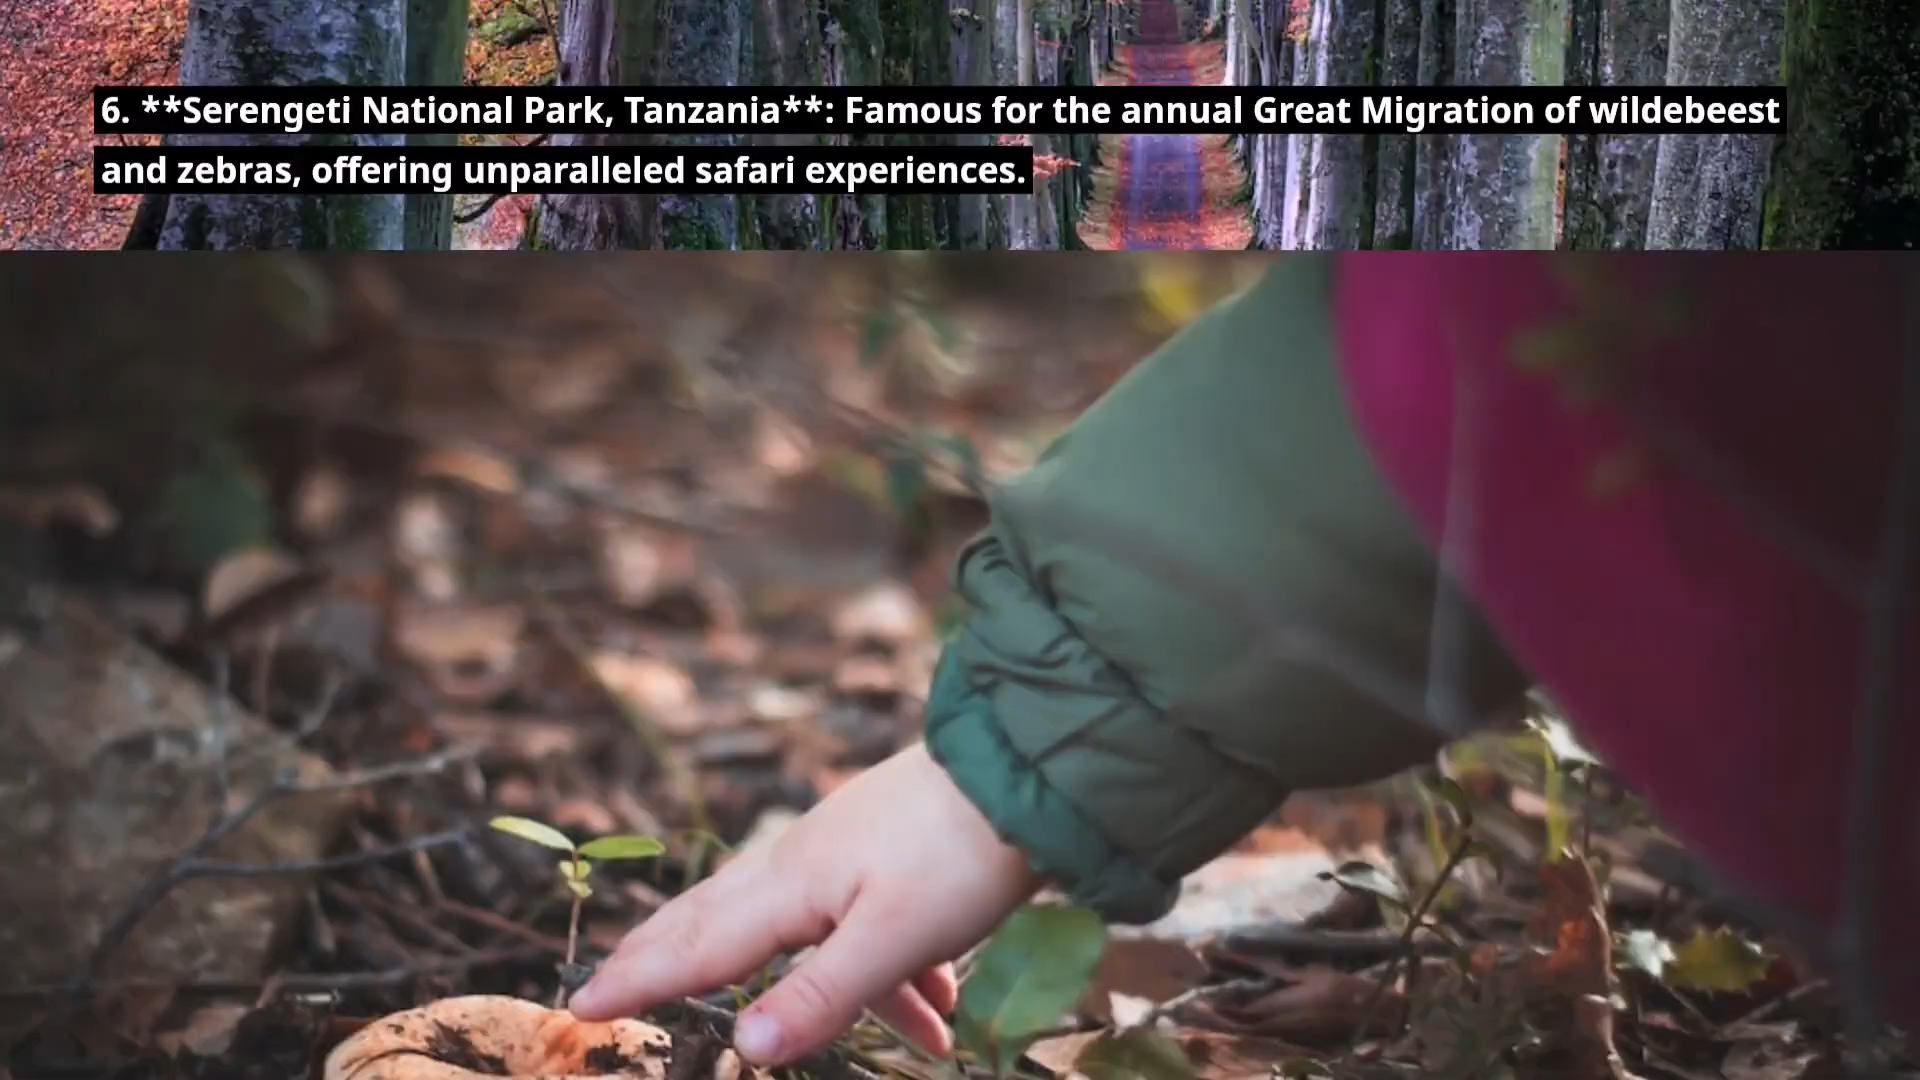 6. **Serengeti National Park, Tanzania**: Famous for the annual Great Migration of wildebeest
and zebras, offering unparalleled safari experiences.